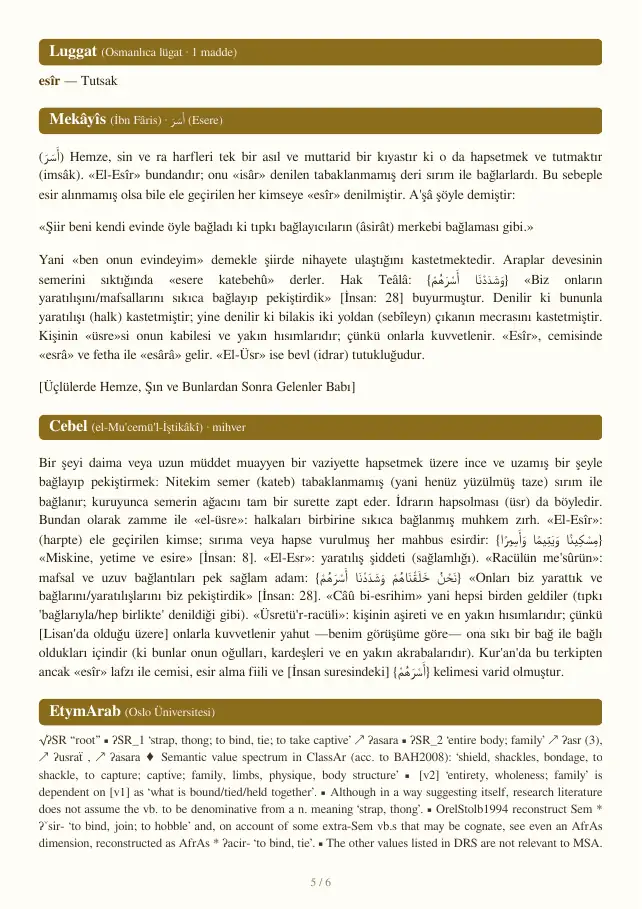 Luggat (Osmanlıca lügat · 1 madde)
esîr — Tutsak
Mekâyîs (İbn Fâris) · أَسَرَ (Esere)
(أَسَرَ) Hemze, sin ve ra harfleri tek bir asıl ve muttarid bir kıyastır ki o da hapsetmek ve tutmaktır
(imsâk). «El-Esîr» bundandır; onu «isâr» denilen tabaklanmamış deri sırım ile bağlarlardı. Bu sebeple
esir alınmamış olsa bile ele geçirilen her kimseye «esîr» denilmiştir. A'şâ şöyle demiştir:
«Şiir beni kendi evinde öyle bağladı ki tıpkı bağlayıcıların (âsirât) merkebi bağlaması gibi.»
Yani «ben onun evindeyim» demekle şiirde nihayete ulaştığını kastetmektedir. Araplar devesinin
semerini sıktığında «esere katebehû» derler. Hak Teâlâ: {وَشَدَدْنَا أَسْرَهُمْ} «Biz onların
yaratılışını/mafsallarını sıkıca bağlayıp pekiştirdik» [İnsan: 28] buyurmuştur. Denilir ki bununla
yaratılışı (halk) kastetmiştir; yine denilir ki bilakis iki yoldan (sebîleyn) çıkanın mecrasını kastetmiştir.
Kişinin «üsre»si onun kabilesi ve yakın hısımlarıdır; çünkü onlarla kuvvetlenir. «Esîr», cemisinde
«esrâ» ve fetha ile «esârâ» gelir. «El-Üsr» ise bevl (idrar) tutukluğudur.
[Üçlülerde Hemze, Şın ve Bunlardan Sonra Gelenler Babı]
Cebel (el-Mu'cemü'l-İştikâkî) · mihver
Bir şeyi daima veya uzun müddet muayyen bir vaziyette hapsetmek üzere ince ve uzamış bir şeyle
bağlayıp pekiştirmek: Nitekim semer (kateb) tabaklanmamış (yani henüz yüzülmüş taze) sırım ile
bağlanır; kuruyunca semerin ağacını tam bir surette zapt eder. İdrarın hapsolması (üsr) da böyledir.
Bundan olarak zamme ile «el-üsre»: halkaları birbirine sıkıca bağlanmış muhkem zırh. «El-Esîr»:
(harpte) ele geçirilen kimse; sırıma veya hapse vurulmuş her mahbus esirdir: {مِسْكِينًا وَيَتِيمًا وَأَسِيرًا}
«Miskine, yetime ve esire» [İnsan: 8]. «El-Esr»: yaratılış şiddeti (sağlamlığı). «Racülün me'sûrün»:
mafsal ve uzuv bağlantıları pek sağlam adam: {نَحْنُ خَلَقْنَاهُمْ وَشَدَدْنَا أَسْرَهُمْ} «Onları biz yarattık ve
bağlarını/yaratılışlarını biz pekiştirdik» [İnsan: 28]. «Câû bi-esrihim» yani hepsi birden geldiler (tıpkı
'bağlarıyla/hep birlikte' denildiği gibi). «Üsretü'r-racüli»: kişinin aşireti ve en yakın hısımlarıdır; çünkü
[Lisan'da olduğu üzere] onlarla kuvvetlenir yahut —benim görüşüme göre— ona sıkı bir bağ ile bağlı
oldukları içindir (ki bunlar onun oğulları, kardeşleri ve en yakın akrabalarıdır). Kur'an'da bu terkipten
ancak «esîr» lafzı ile cemisi, esir alma fiili ve [İnsan suresindeki] {أَسْرَهُمْ} kelimesi varid olmuştur.
EtymArab (Oslo Üniversitesi)
√ʔSR “root” ▪ ʔSR_1 ‘strap, thong; to bind, tie; to take captive’ ↗ ʔasara ▪ ʔSR_2 ‘entire body; family’ ↗ ʔasr (3),
↗ ʔusraẗ , ↗ ʔasara ♦ Semantic value spectrum in ClassAr (acc. to BAH2008): ‘shield, shackles, bondage, to
shackle, to capture; captive; family, limbs, physique, body structure’ ▪ [v2] ‘entirety, wholeness; family’ is
dependent on [v1] as ‘what is bound/tied/held together’. ▪ Although in a way suggesting itself, research literature
does not assume the vb. to be denominative from a n. meaning ‘strap, thong’. ▪ OrelStolb1994 reconstruct Sem *
ʔˇsir- ‘to bind, join; to hobble’ and, on account of some extra-Sem vb.s that may be cognate, see even an AfrAs
dimension, reconstructed as AfrAs * ʔacir- ‘to bind, tie’. ▪ The other values listed in DRS are not relevant to MSA.
5 / 6